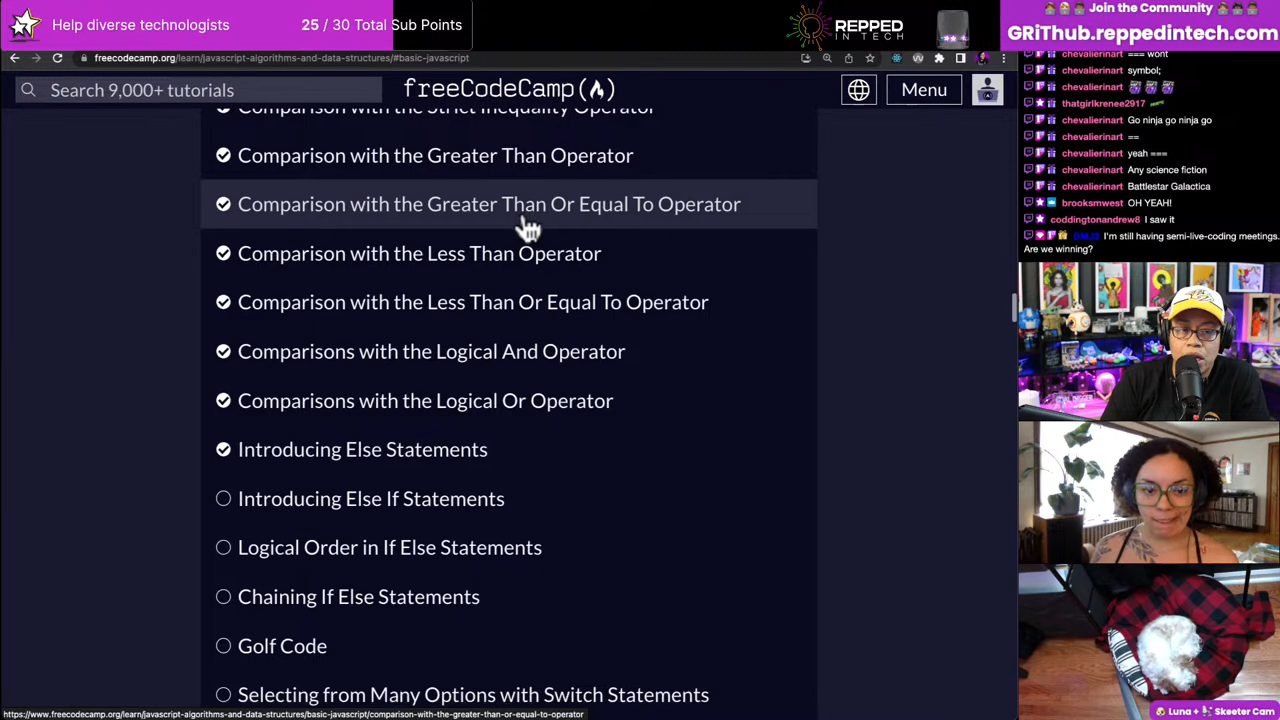 Help diverse technologists
25 / 30 Total Sub Points
REPPED
IN TECH
Join the Community
GRiThub.reppedintech.com
freecodecamp.org/learn/javascript-algorithms-and-data-structures/#basic-javascript
Search 9,000+ tutorials
freeCodeCamp
Menu
Comparison with the Strict Inequality Operator
Comparison with the Greater Than Operator
Comparison with the Greater Than Or Equal To Operator
Comparison with the Less Than Operator
Comparison with the Less Than Or Equal To Operator
Comparisons with the Logical And Operator
Comparisons with the Logical Or Operator
Introducing Else Statements
Introducing Else If Statements
Logical Order in If Else Statements
Chaining If Else Statements
Golf Code
Selecting from Many Options with Switch Statements
https://www.freecodecamp.org/learn/javascript-algorithms-and-data-structures/basic-javascript/comparison-with-the-greater-than-or-equal-to-operator
chevalierinart === wont
chevalierinart symbol;
chevalierinart
thatgirlkrenee2917
chevalierinart Go ninja go ninja go
chevalierinart ==
chevalierinart yeah ===
chevalierinart Any science fiction
chevalierinart Battlestar Galactica
brooksmwest OH YEAH!
coddingtonandrew8 I saw it
I'm still having semi-live-coding meetings.
Are we winning?
Luna + Skeeter Cam